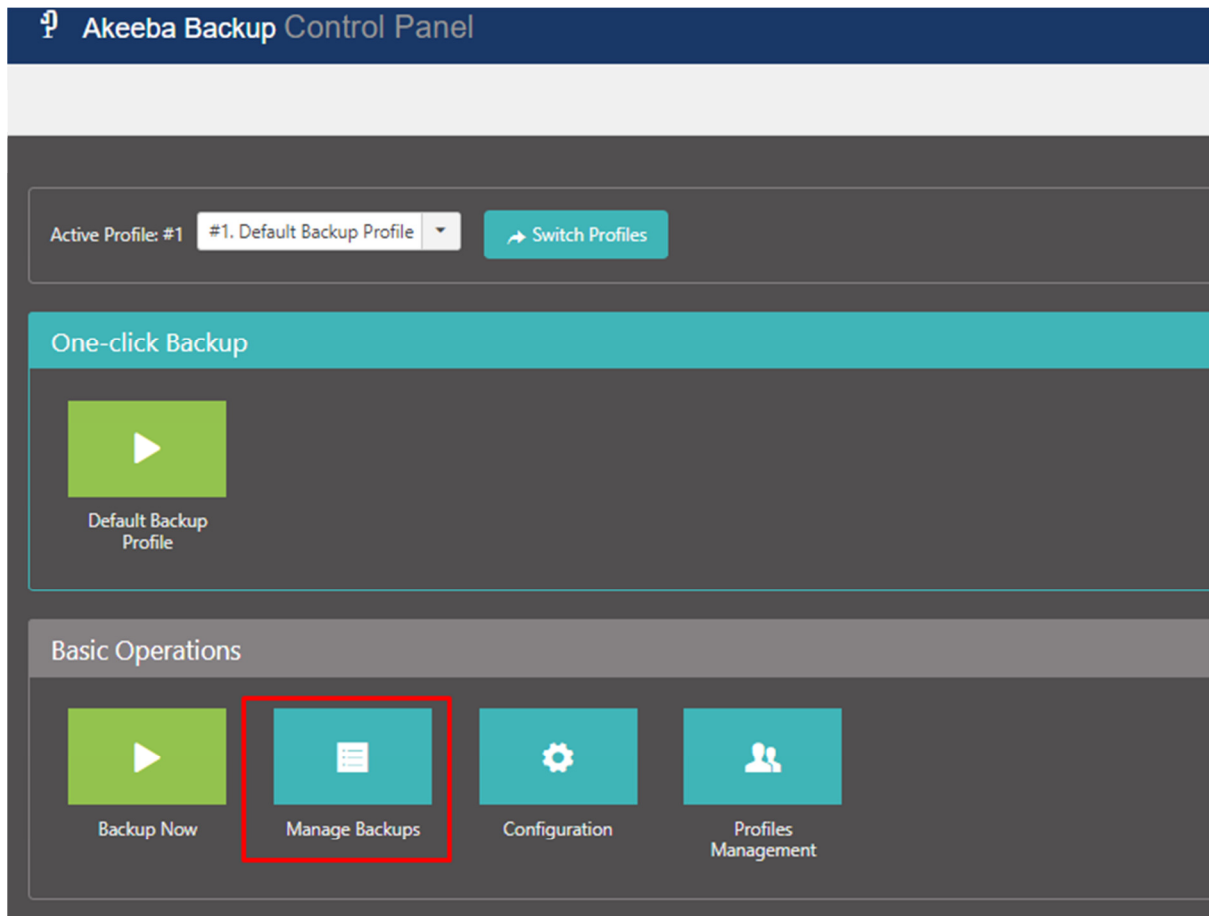 Akeeba Backup Control Panel
Active Profile: #1 #1. Default Backup Profile Switch Profiles
One-click Backup
Default Backup
Profile
Basic Operations
Backup Now Manage Backups Configuration Profiles
Management